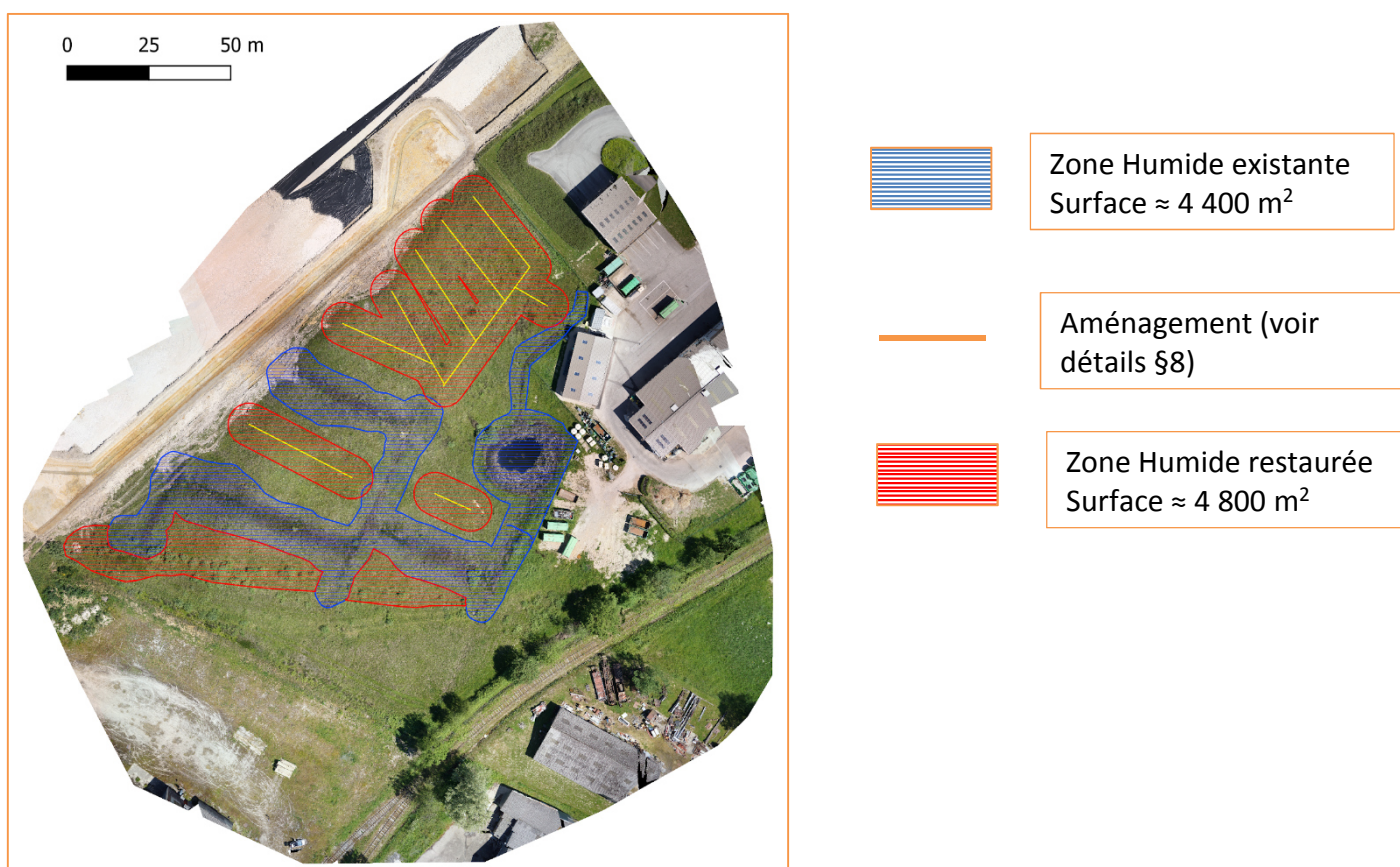 0 25 50 m
Zone Humide existante
Surface ≈ 4 400 m²
Aménagement (voir
détails §8)
Zone Humide restaurée
Surface ≈ 4 800 m²